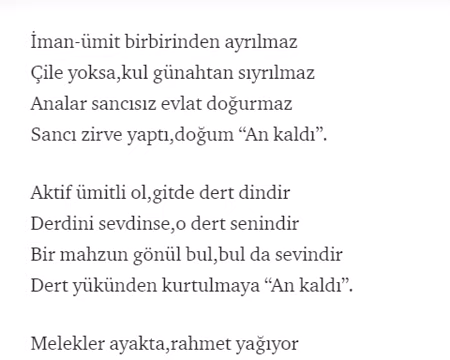 İman-ümit birbirinden ayrılmaz
Çile yoksa,kul günahtan sıyrılmaz
Analar sancısız evlat doğurmaz
Sancı zirve yaptı,doğum “An kaldı”.
Aktif ümitli ol,gitde dert dindir
Derdini sevdinse,o dert senindir
Bir mahzun gönül bul,bul da sevindir
Dert yükünden kurtulmaya “An kaldı”.
Melekler ayakta,rahmet yağıyor